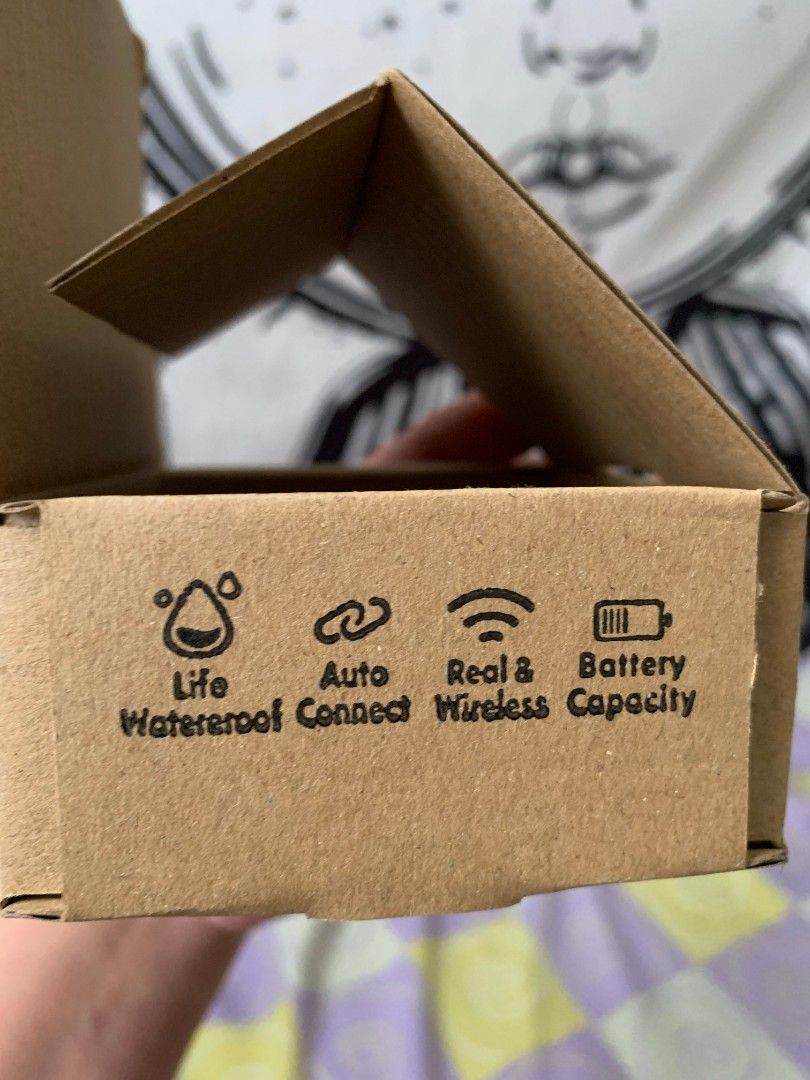 Life
Watereroof
Auto
Connect
Real &
Wireless
Battery
Capacity